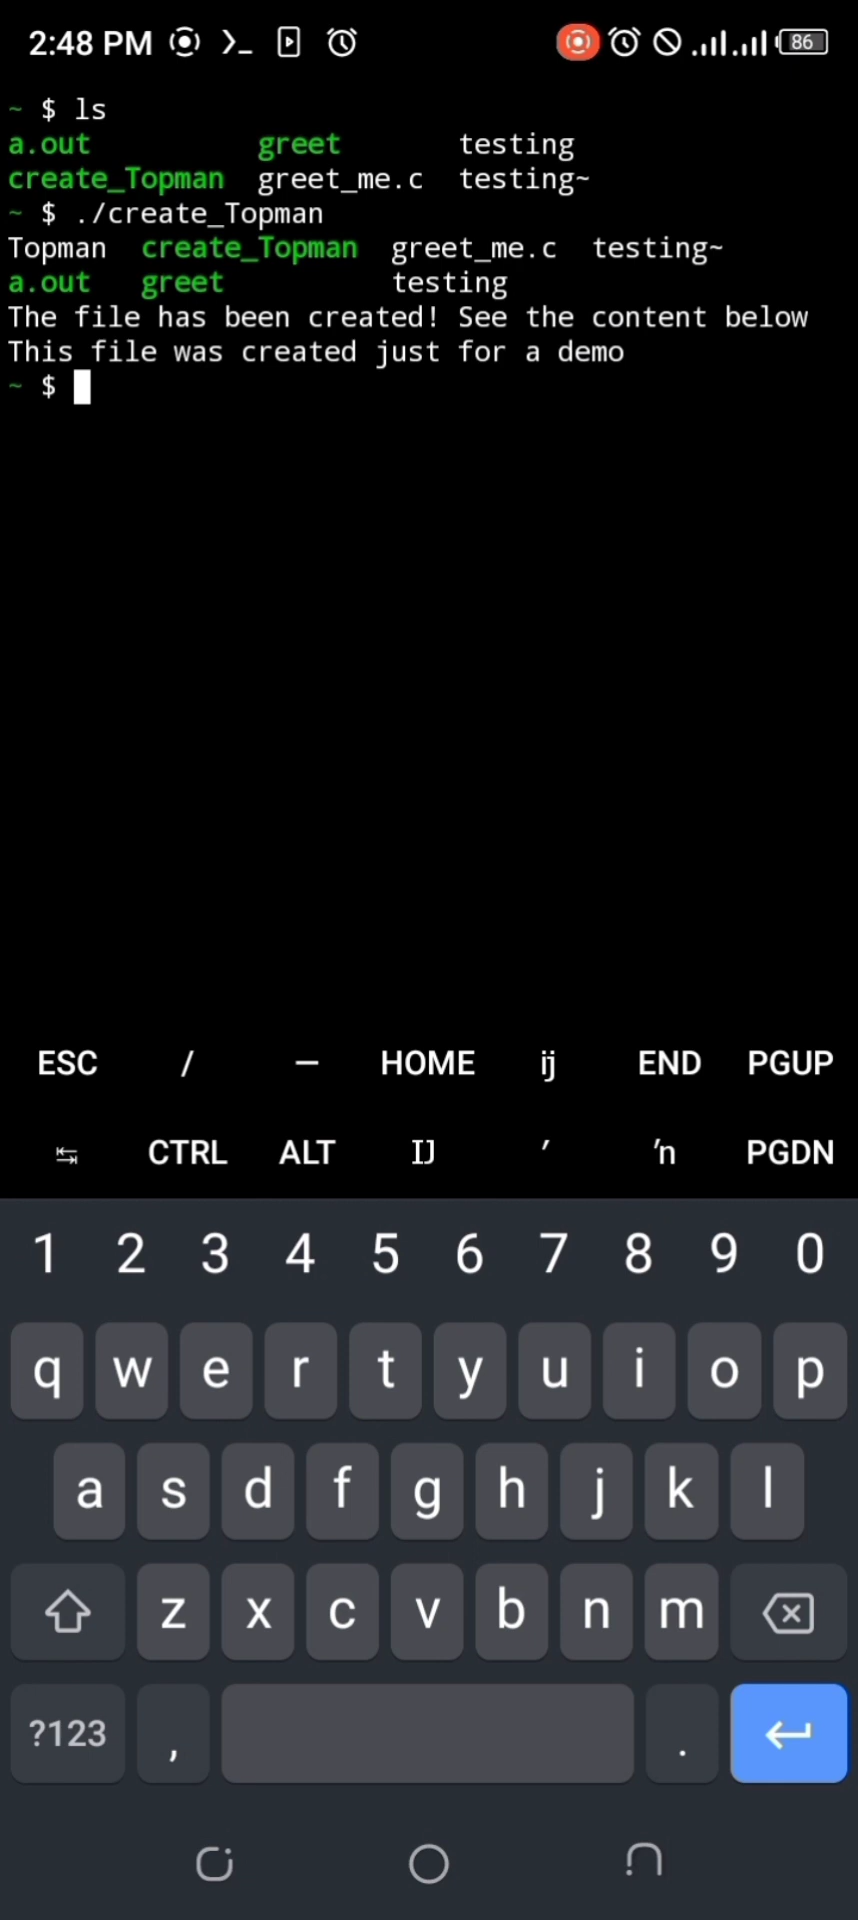 2:48 PM 86
~ $ ls
a.out greet testing
create_Topman greet_me.c testing~
~ $ ./create_Topman
Topman create_Topman greet_me.c testing~
a.out greet testing
The file has been created! See the content below
This file was created just for a demo
~ $
ESC / — HOME ĳ END PGUP
↹ CTRL ALT Ĳ ′ ŉ PGDN
1 2 3 4 5 6 7 8 9 0
q w e r t y u i o p
a s d f g h j k l
z x c v b n m
?123 , .